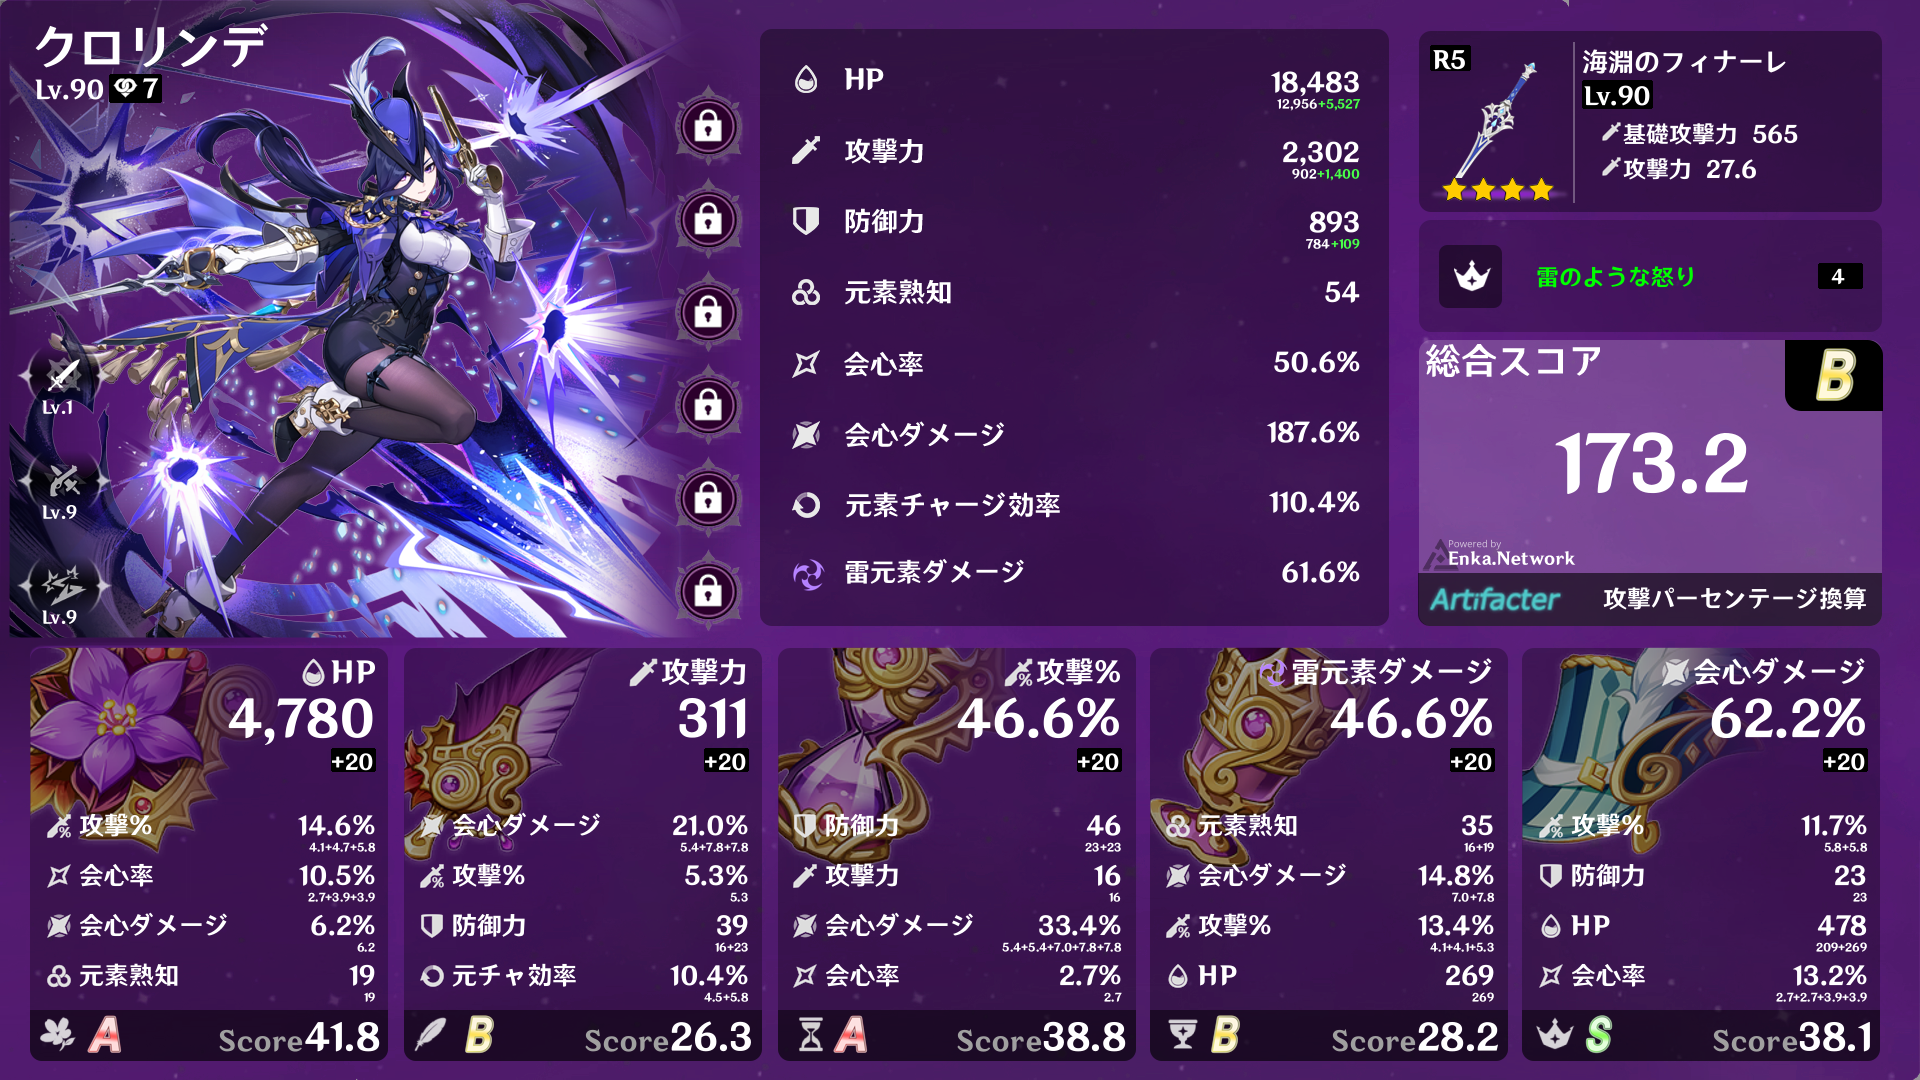 クロリンデ
Lv.90 7
Lv.1
Lv.9
Lv.9
HP 18,483
12,956+5,527
攻撃力 2,302
902+1,400
防御力 893
784+109
元素熟知 54
会心率 50.6%
会心ダメージ 187.6%
元素チャージ効率 110.4%
雷元素ダメージ 61.6%
R5
海淵のフィナーレ
Lv.90
基礎攻撃力 565
攻撃力 27.6
雷のような怒り 4
総合スコア B
173.2
Powered by
Enka.Network
Artifacter 攻撃パーセンテージ換算
HP
4,780
+20
攻撃% 14.6%
4.1+4.7+5.8
会心率 10.5%
2.7+3.9+3.9
会心ダメージ 6.2%
6.2
元素熟知 19
19
A Score41.8
攻撃力
311
+20
会心ダメージ 21.0%
5.4+7.8+7.8
攻撃% 5.3%
5.3
防御力 39
16+23
元チャ効率 10.4%
4.5+5.8
B Score26.3
攻撃%
46.6%
+20
防御力 46
23+23
攻撃力 16
16
会心ダメージ 33.4%
5.4+5.4+7.0+7.8+7.8
会心率 2.7%
2.7
A Score38.8
雷元素ダメージ
46.6%
+20
元素熟知 35
16+19
会心ダメージ 14.8%
7.0+7.8
攻撃% 13.4%
4.1+4.1+5.3
HP 269
269
B Score28.2
会心ダメージ
62.2%
+20
攻撃% 11.7%
5.8+5.8
防御力 23
23
HP 478
209+269
会心率 13.2%
2.7+2.7+3.9+3.9
S Score38.1